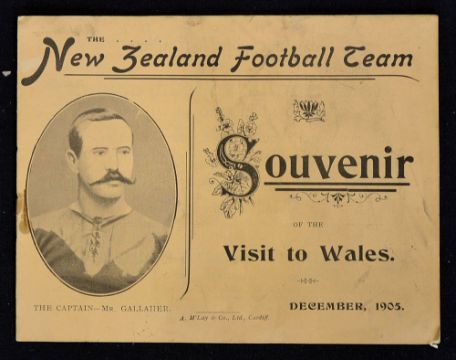 THE . . . . .
New Zealand Football Team
Souvenir
OF THE
Visit to Wales.
DECEMBER, 1905.
THE CAPTAIN—MR. GALLAHER.
A. M'Lay & Co., Ltd., Cardiff.